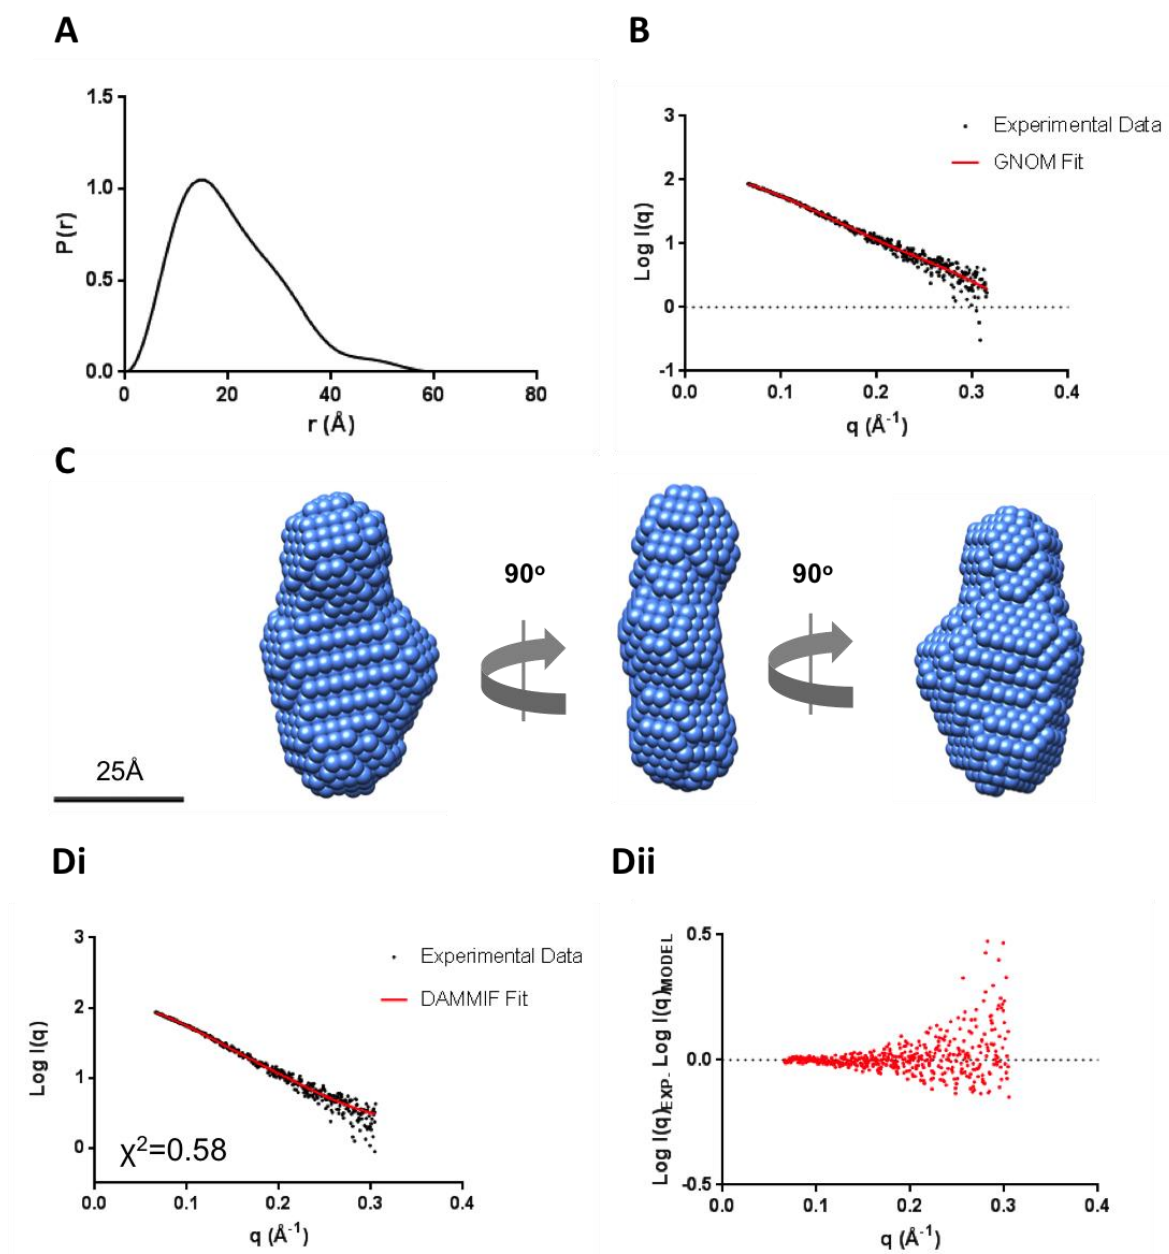 A
B
1.5
1.0
0.5
0.0
P(r)
0
20
40
60
80
r (Å)
3
2
1
0
-1
Log I(q)
Experimental Data
GNOM Fit
0.0
0.1
0.2
0.3
0.4
q (Å-1)
C
90o
90o
25Å
Di
Dii
3
2
1
0
Log I(q)
Experimental Data
DAMMIF Fit
χ2=0.58
0.0
0.1
0.2
0.3
0.4
q (Å-1)
0.5
0.0
-0.5
Log I(q)EXP- Log I(q)MODEL
0.0
0.1
0.2
0.3
0.4
q (Å-1)